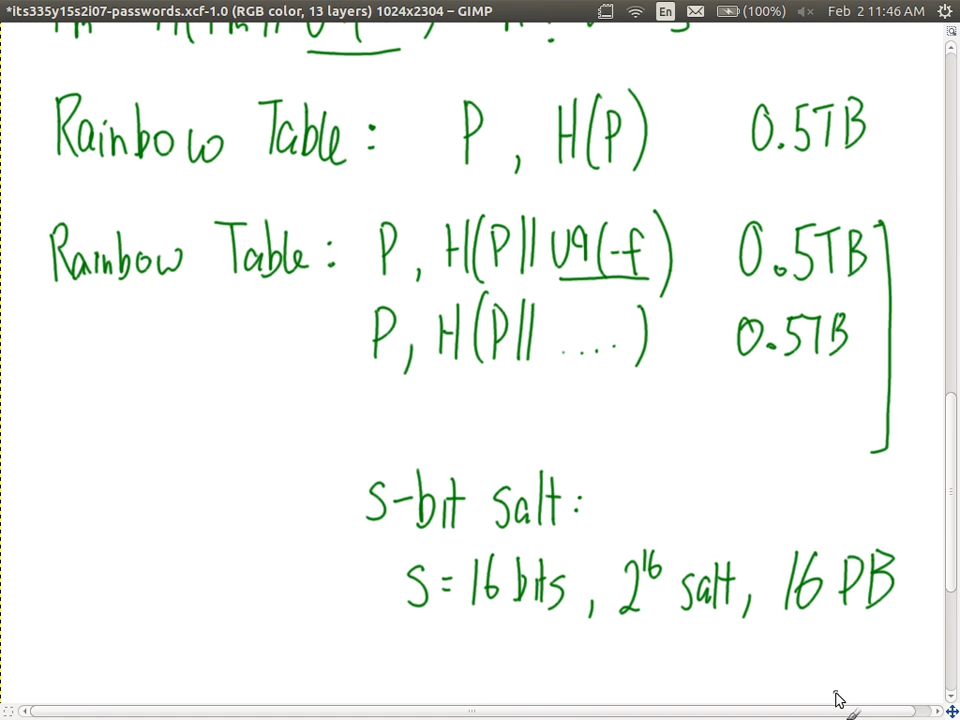 *its335y15s2i07-passwords.xcf-1.0 (RGB color, 13 layers) 1024x2304 – GIMP
En (100%) Feb 2 11:46 AM
Rainbow Table: P, H(P) 0.5TB
Rainbow Table: P, H(P|| U9(-f) 0.5TB
P, H(P|| ....) 0.5TB
s-bit salt:
s=16 bits, 2^16 salt, 16 PB